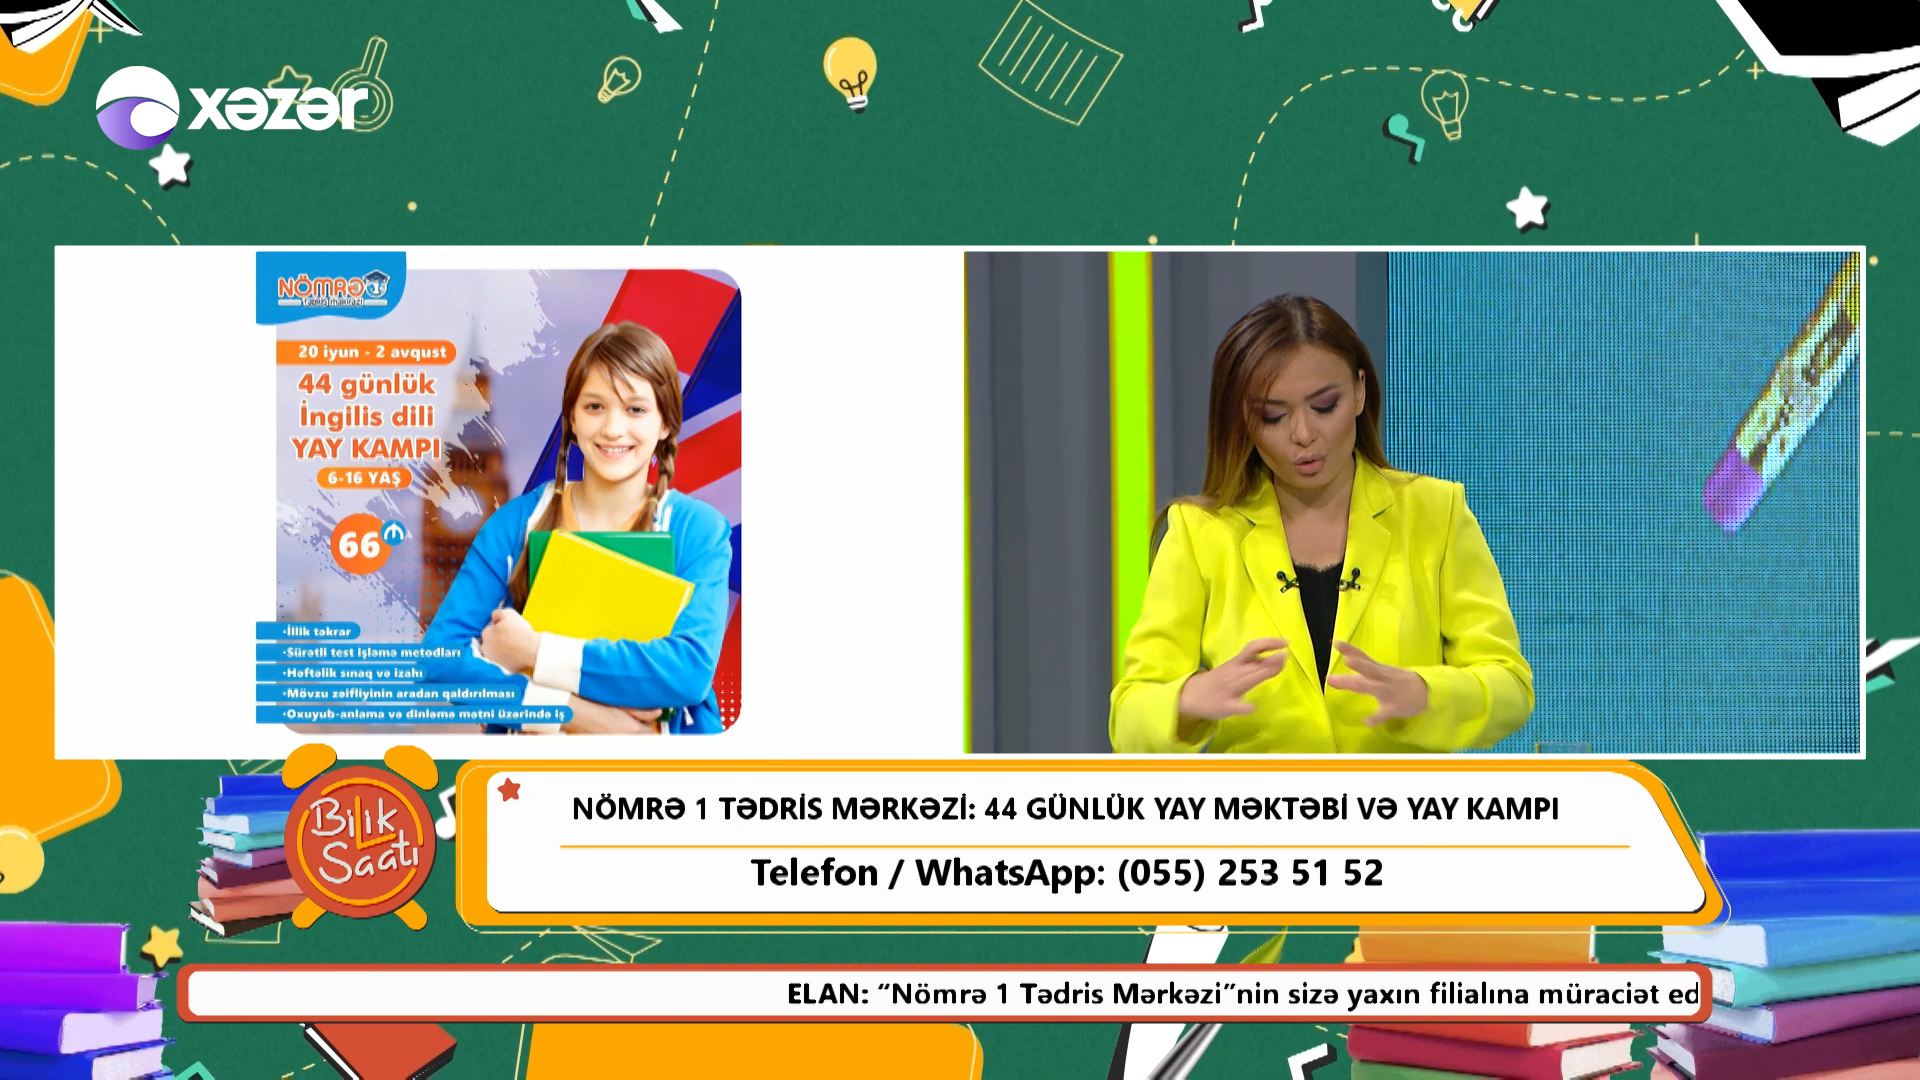 xəzər
NÖMRƏ 1
TƏDRİS MƏRKƏZİ
20 iyun - 2 avqust
44 günlük
İngilis dili
YAY KAMPI
6-16 YAŞ
66 ₼
•İllik təkrar
•Sürətli test işləmə metodları
•Həftəlik sınaq və izahı
•Mövzu zəifliyinin aradan qaldırılması
•Oxuyub-anlama və dinləmə mətni üzərində iş
Bilik
Saatı
NÖMRƏ 1 TƏDRİS MƏRKƏZİ: 44 GÜNLÜK YAY MƏKTƏBİ VƏ YAY KAMPI
Telefon / WhatsApp: (055) 253 51 52
ELAN: “Nömrə 1 Tədris Mərkəzi”nin sizə yaxın filialına müraciət ed